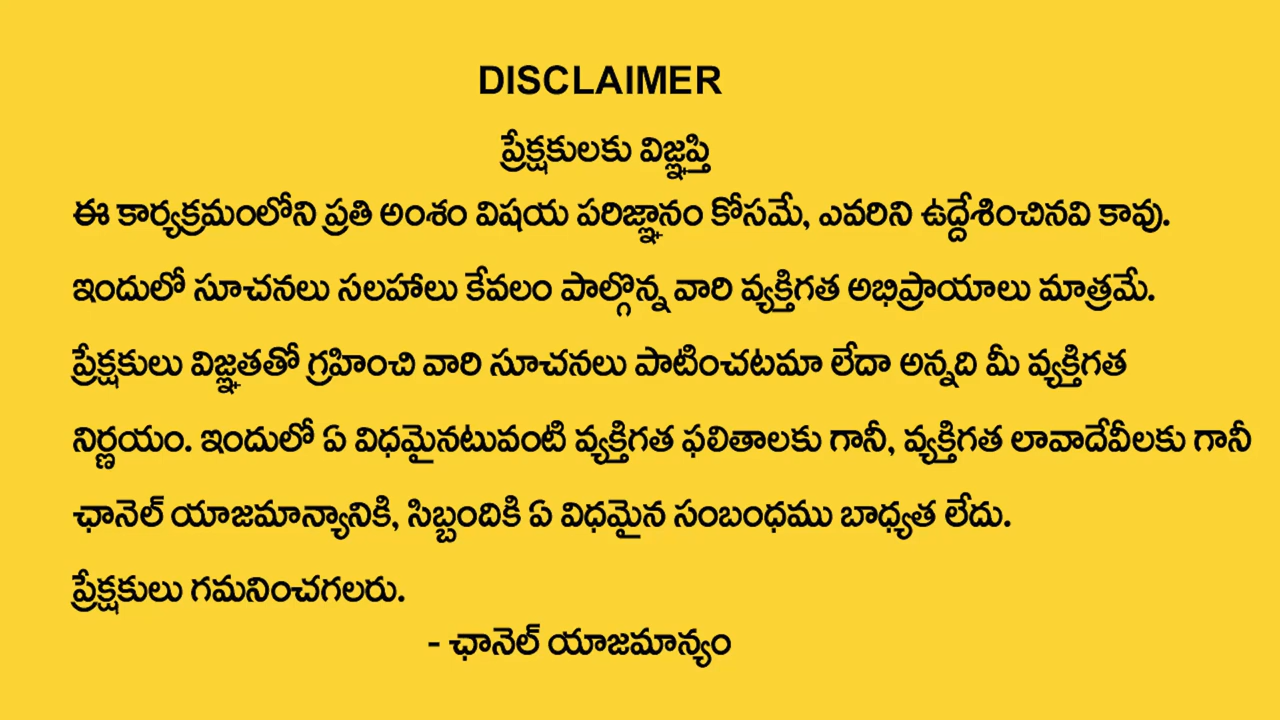 DISCLAIMER
ప్రేక్షకులకు విజ్ఞప్తి
ఈ కార్యక్రమంలోని ప్రతి అంశం విషయ పరిజ్ఞానం కోసమే, ఎవరిని ఉద్దేశించినవి కావు.
ఇందులో సూచనలు సలహాలు కేవలం పాల్గొన్న వారి వ్యక్తిగత అభిప్రాయాలు మాత్రమే.
ప్రేక్షకులు విజ్ఞతతో గ్రహించి వారి సూచనలు పాటించటమా లేదా అన్నది మీ వ్యక్తిగత
నిర్ణయం. ఇందులో ఏ విధమైనటువంటి వ్యక్తిగత ఫలితాలకు గానీ, వ్యక్తిగత లావాదేవీలకు గానీ
ఛానెల్ యాజమాన్యానికి, సిబ్బందికి ఏ విధమైన సంబంధము బాధ్యత లేదు.
ప్రేక్షకులు గమనించగలరు.
- ఛానెల్ యాజమాన్యం